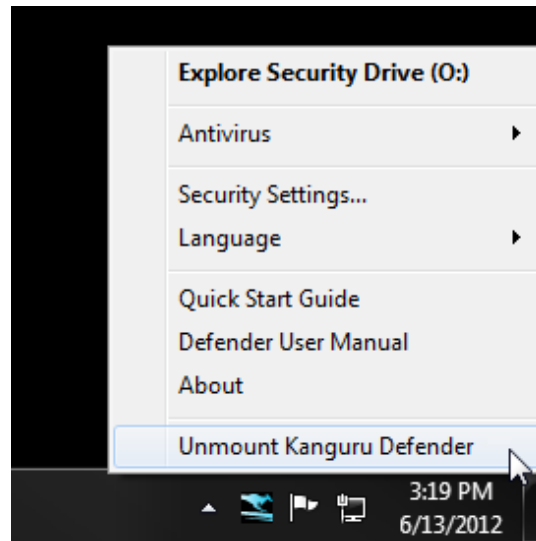 Explore Security Drive (O:)
Antivirus
Security Settings...
Language
Quick Start Guide
Defender User Manual
About
Unmount Kanguru Defender
3:19 PM
6/13/2012